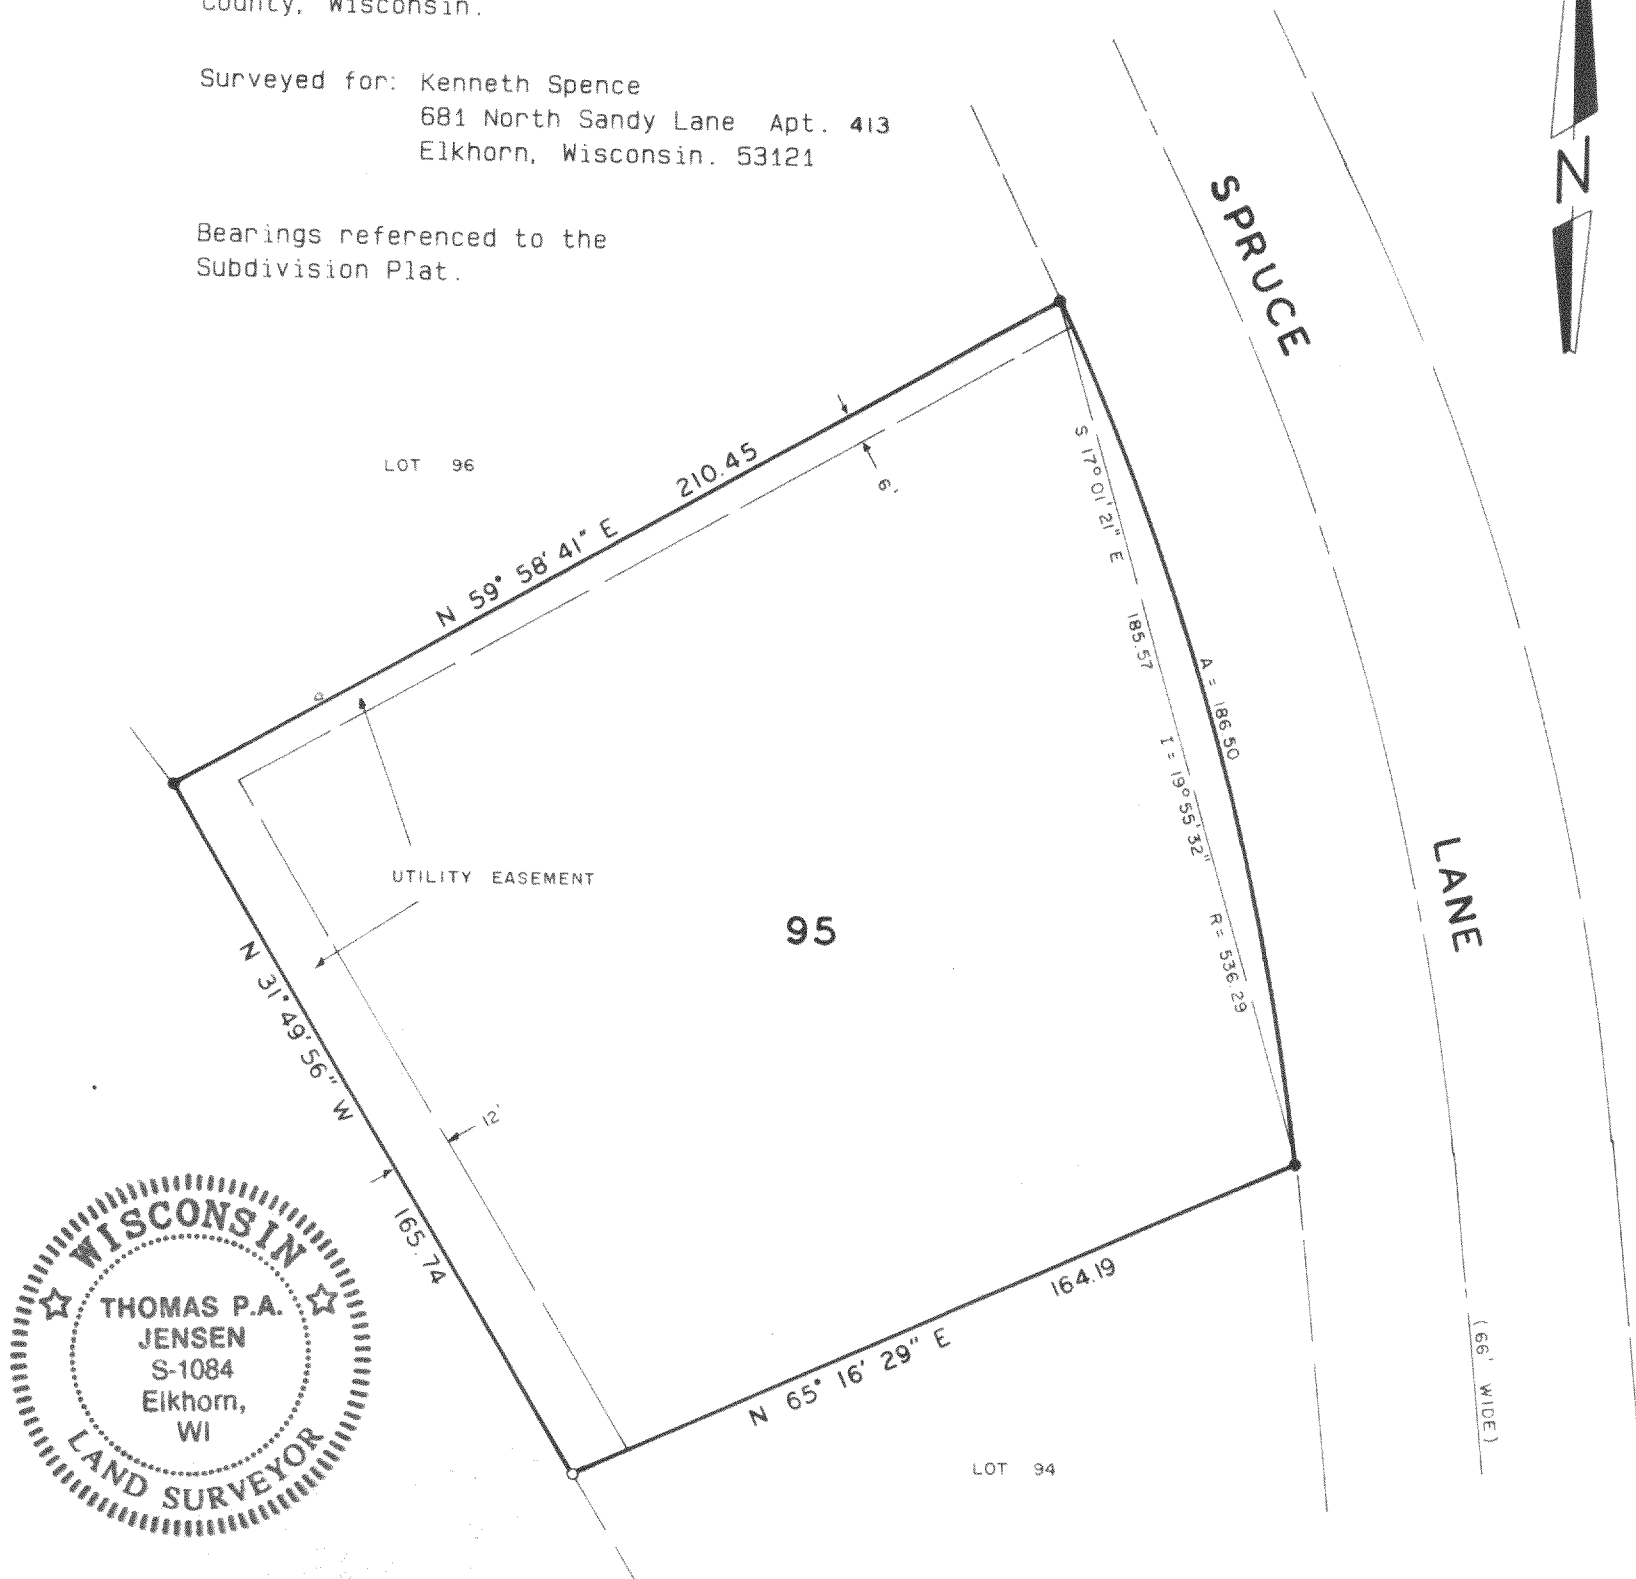 County, Wisconsin.
Surveyed for: Kenneth Spence
681 North Sandy Lane Apt. 413
Elkhorn, Wisconsin. 53121
Bearings referenced to the
Subdivision Plat.
N
SPRUCE
LANE
(66' WIDE)
LOT 96
N 59° 58' 41" E
210.45
6'
S 17° 01' 21" E
185.57
A = 186.50
I = 19° 55' 32"
R = 536.29
UTILITY EASEMENT
95
N 31° 49' 56" W
165.74
12'
N 65° 16' 29" E
164.19
LOT 94
WISCONSIN
THOMAS P.A.
JENSEN
S-1084
Elkhorn,
WI
LAND SURVEYOR